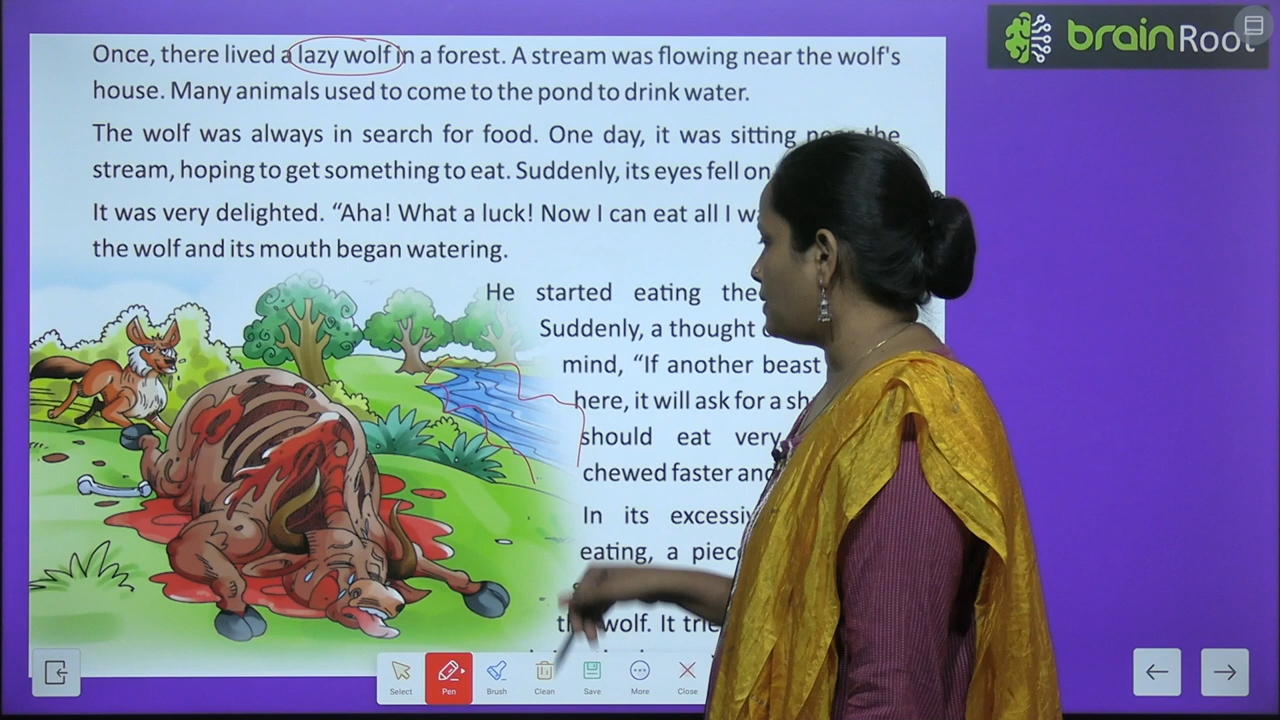 brainRoot
Once, there lived a lazy wolf in a forest. A stream was flowing near the wolf's
house. Many animals used to come to the pond to drink water.
The wolf was always in search for food. One day, it was sitting near the
stream, hoping to get something to eat. Suddenly, its eyes fell on
It was very delighted. “Aha! What a luck! Now I can eat all I
the wolf and its mouth began watering.
He started eating the
Suddenly, a thought
mind, “If another beast
here, it will ask for a
should eat very
chewed faster and
In its
eating, a piece
wolf. It
Select Pen Brush Clean Save More Close